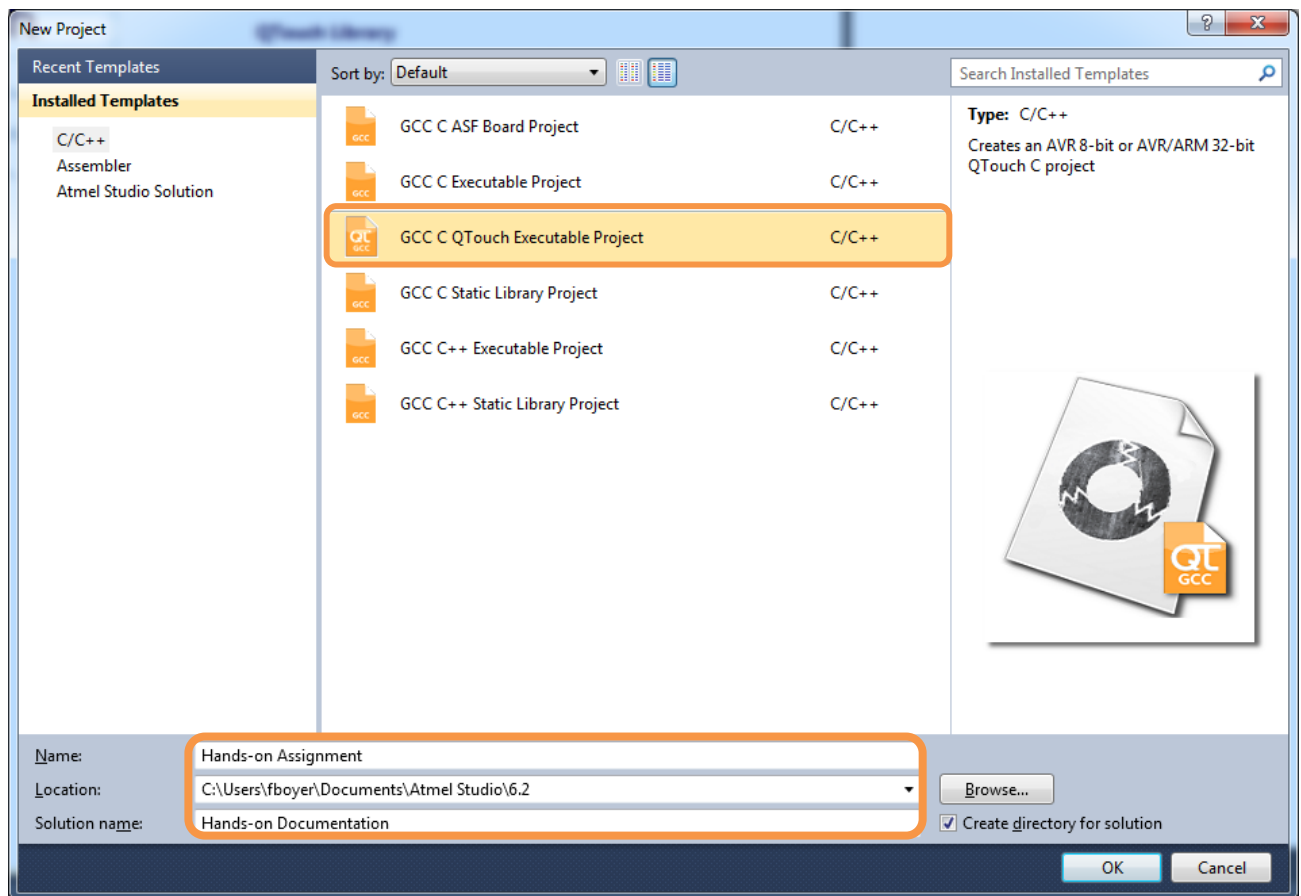 New Project
QTouch Library
Recent Templates
Installed Templates
C/C++
Assembler
Atmel Studio Solution
Sort by: Default
Search Installed Templates
GCC GCC C ASF Board Project C/C++
GCC GCC C Executable Project C/C++
QT GCC GCC C QTouch Executable Project C/C++
GCC GCC C Static Library Project C/C++
GCC GCC C++ Executable Project C/C++
GCC GCC C++ Static Library Project C/C++
Type: C/C++
Creates an AVR 8-bit or AVR/ARM 32-bit
QTouch C project
QT
GCC
Name: Hands-on Assignment
Location: C:\Users\fboyer\Documents\Atmel Studio\6.2 Browse...
Solution name: Hands-on Documentation Create directory for solution
OK Cancel